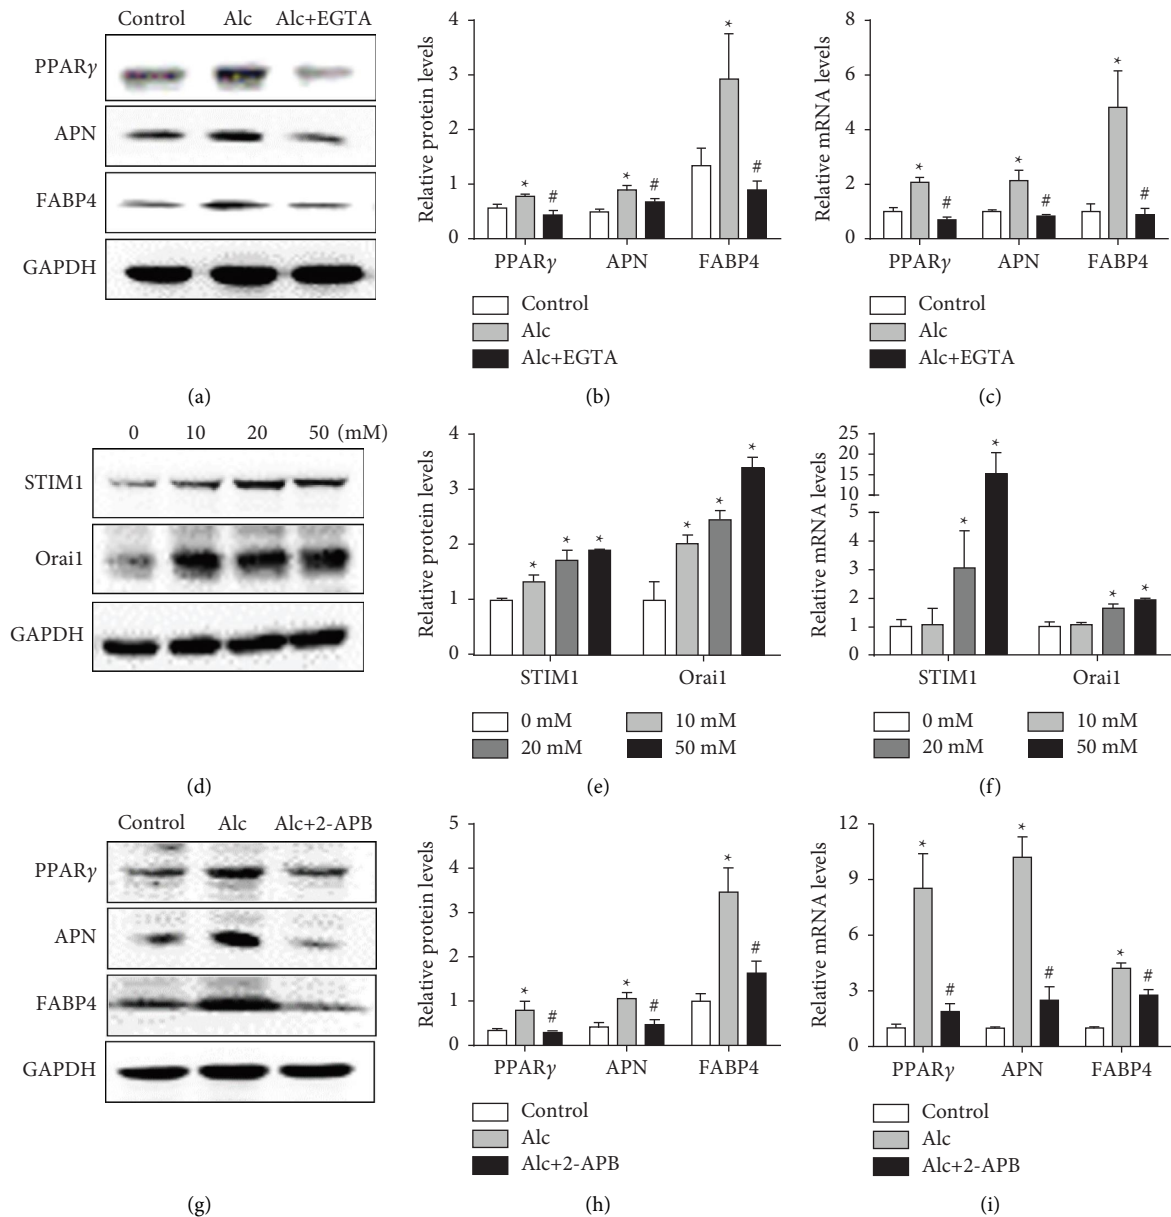 Control Alc Alc+EGTA
PPARγ
APN
FABP4
GAPDH
(a)
Relative protein levels
4
3
2
1
0
* # * # * #
PPARγ APN FABP4
Control
Alc
Alc+EGTA
(b)
Relative mRNA levels
8
6
4
2
0
* # * # * #
PPARγ APN FABP4
Control
Alc
Alc+EGTA
(c)
0 10 20 50 (mM)
STIM1
Orai1
GAPDH
(d)
Relative protein levels
4
3
2
1
0
* * * * * *
STIM1 Orai1
0 mM 10 mM
20 mM 50 mM
(e)
Relative mRNA levels
25
20
15
10
5
4
3
2
1
0
* * * *
STIM1 Orai1
0 mM 10 mM
20 mM 50 mM
(f)
Control Alc Alc+2-APB
PPARγ
APN
FABP4
GAPDH
(g)
Relative protein levels
5
4
3
2
1
0
* # * # * #
PPARγ APN FABP4
Control
Alc
Alc+2-APB
(h)
Relative mRNA levels
12
9
6
3
0
* # * # * #
PPARγ APN FABP4
Control
Alc
Alc+2-APB
(i)